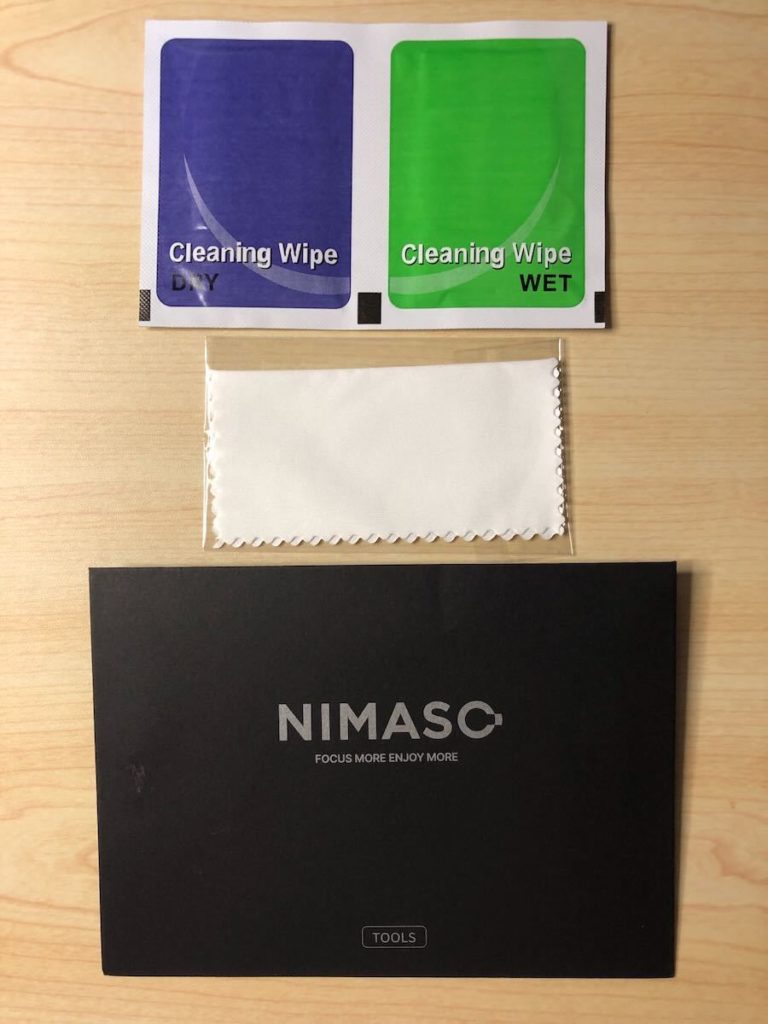 Cleaning Wipe
DRY
Cleaning Wipe
WET
NIMASO
FOCUS MORE ENJOY MORE
TOOLS